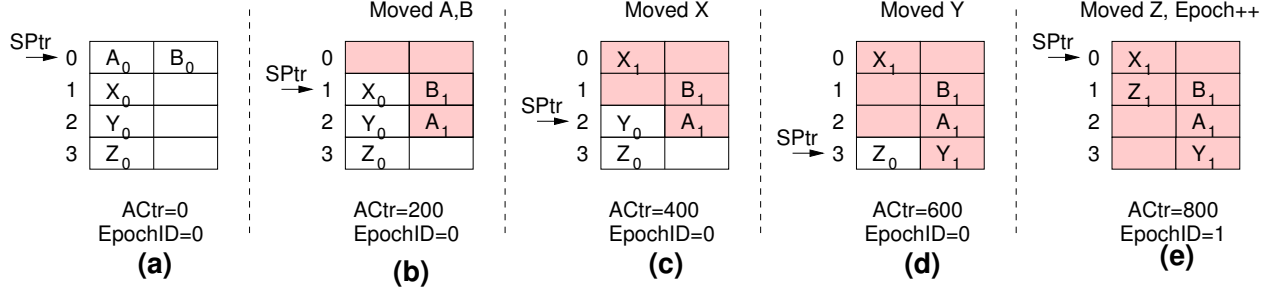 Moved A,B
Moved X
Moved Y
Moved Z, Epoch++
SPtr
0 A0 B0
1 X0
2 Y0
3 Z0
ACtr=0
EpochID=0
(a)
0
SPtr
1 X0 B1
2 Y0 A1
3 Z0
ACtr=200
EpochID=0
(b)
0 X1
1 B1
SPtr
2 Y0 A1
3 Z0
ACtr=400
EpochID=0
(c)
0 X1
1 B1
2 A1
SPtr
3 Z0 Y1
ACtr=600
EpochID=0
(d)
SPtr
0 X1
1 Z1 B1
2 A1
3 Y1
ACtr=800
EpochID=1
(e)